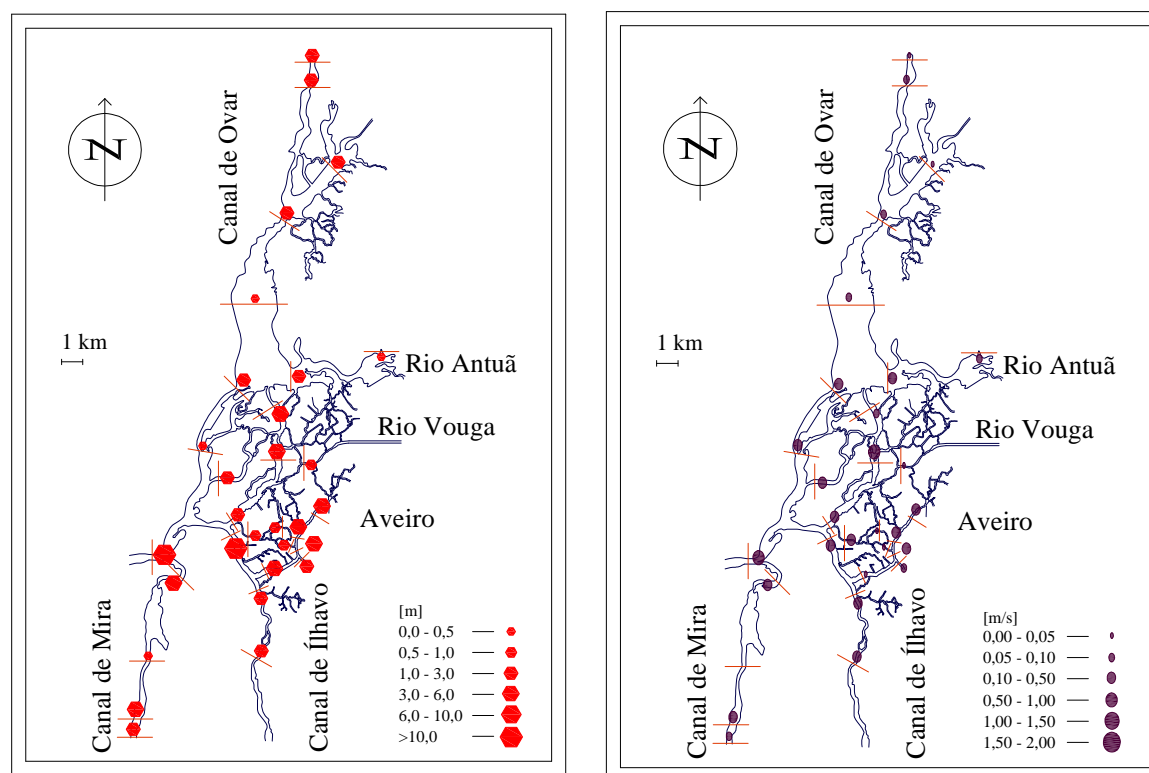 N
Canal de Ovar
1 km
Rio Antuã
Rio Vouga
Aveiro
Canal de Mira
Canal de Ílhavo
[m]
0,0 - 0,5
0,5 - 1,0
1,0 - 3,0
3,0 - 6,0
6,0 - 10,0
>10,0
N
Canal de Ovar
1 km
Rio Antuã
Rio Vouga
Aveiro
Canal de Mira
Canal de Ílhavo
[m/s]
0,00 - 0,05
0,05 - 0,10
0,10 - 0,50
0,50 - 1,00
1,00 - 1,50
1,50 - 2,00